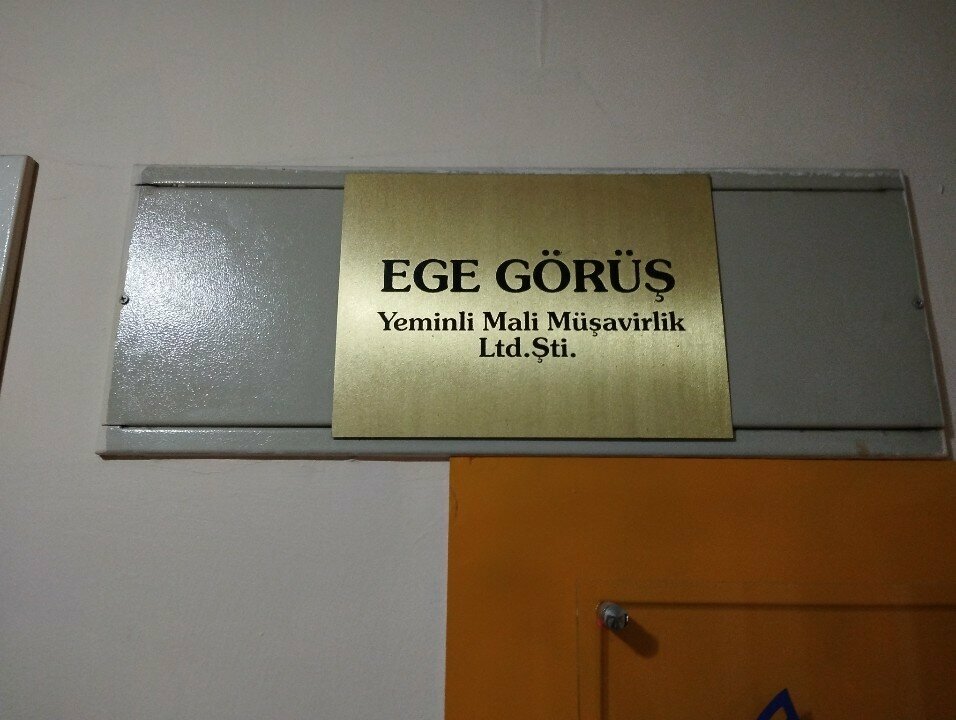 EGE GÖRÜŞ
Yeminli Mali Müşavirlik
Ltd.Şti.